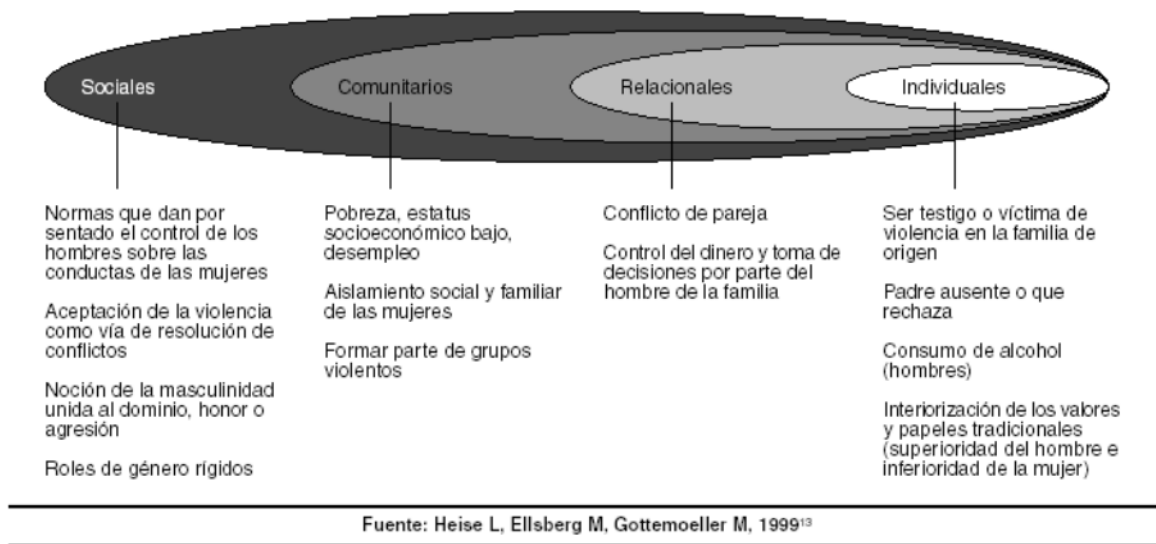 Sociales
Comunitarios
Relacionales
Individuales
Normas que dan por
sentado el control de los
hombres sobre las
conductas de las mujeres
Aceptación de la violencia
como vía de resolución de
conflictos
Noción de la masculinidad
unida al dominio, honor o
agresión
Roles de género rígidos
Pobreza, estatus
socioeconómico bajo,
desempleo
Aislamiento social y familiar
de las mujeres
Formar parte de grupos
violentos
Conflicto de pareja
Control del dinero y toma de
decisiones por parte del
hombre de la familia
Ser testigo o víctima de
violencia en la familia de
origen
Padre ausente o que
rechaza
Consumo de alcohol
(hombres)
Interiorización de los valores
y papeles tradicionales
(superioridad del hombre e
inferioridad de la mujer)
Fuente: Heise L, Ellsberg M, Gottemoeller M, 1999¹³